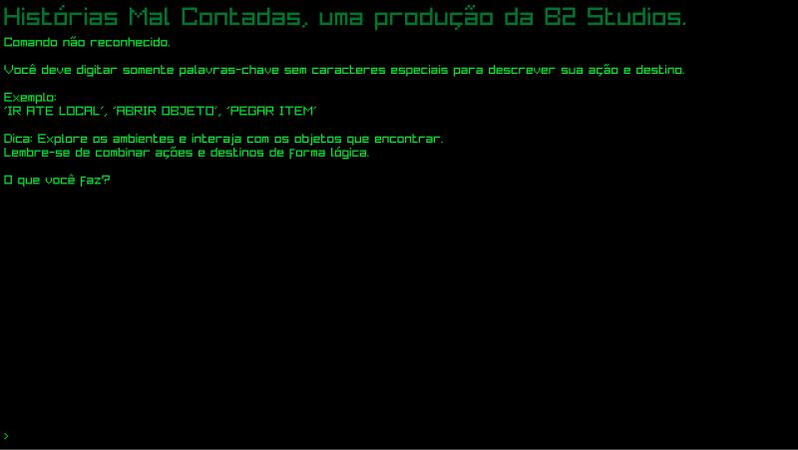 Histórias Mal Contadas, uma produção da B2 Studios.
Comando não reconhecido.
Você deve digitar somente palavras-chave sem caracteres especiais para descrever sua ação e destino.
Exemplo:
'IR ATE LOCAL', 'ABRIR OBJETO', 'PEGAR ITEM'
Dica: Explore os ambientes e interaja com os objetos que encontrar.
Lembre-se de combinar ações e destinos de forma lógica.
O que você faz?
>